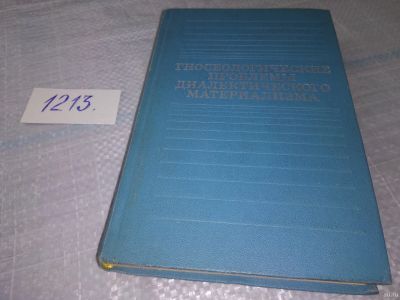 1213.
ГНОСЕОЛОГИЧЕСКИЕ
ПРОБЛЕМЫ
ДИАЛЕКТИЧЕСКОГО
МАТЕРИАЛИЗМА